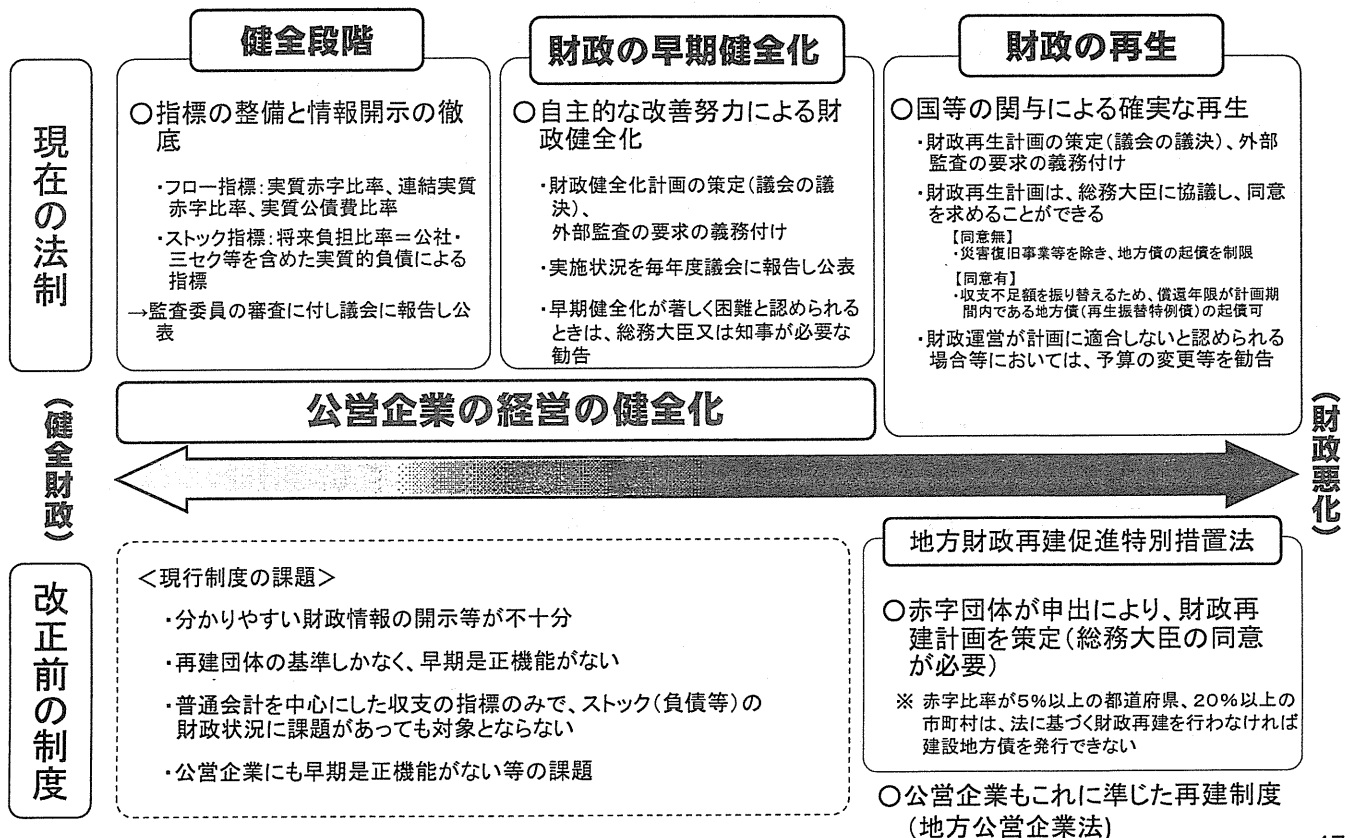 現在の法制
健全段階
〇指標の整備と情報開示の徹
底
・フロー指標:実質赤字比率、連結実質
赤字比率、実質公債費比率
・ストック指標:将来負担比率=公社・
三セク等を含めた実質的負債による
指標
→監査委員の審査に付し議会に報告し公
表
財政の早期健全化
〇自主的な改善努力による財
政健全化
・財政健全化計画の策定(議会の議
決)、
外部監査の要求の義務付け
・実施状況を毎年度議会に報告し公表
・早期健全化が著しく困難と認められる
ときは、総務大臣又は知事が必要な
勧告
財政の再生
〇国等の関与による確実な再生
・財政再生計画の策定(議会の議決)、外部
監査の要求の義務付け
・財政再生計画は、総務大臣に協議し、同意
を求めることができる
【同意無】
・災害復旧事業等を除き、地方債の起債を制限
【同意有】
・収支不足額を振り替えるため、償還年限が計画期
間内である地方債(再生振替特例債)の起債可
・財政運営が計画に適合しないと認められる
場合等においては、予算の変更等を勧告
公営企業の経営の健全化
(健全財政)
(財政悪化)
改正前の制度
<現行制度の課題>
・分かりやすい財政情報の開示等が不十分
・再建団体の基準しかなく、早期是正機能がない
・普通会計を中心にした収支の指標のみで、ストック(負債等)の
財政状況に課題があっても対象とならない
・公営企業にも早期是正機能がない等の課題
地方財政再建促進特別措置法
〇赤字団体が申出により、財政再
建計画を策定(総務大臣の同意
が必要)
※ 赤字比率が5%以上の都道府県、20%以上の
市町村は、法に基づく財政再建を行わなければ
建設地方債を発行できない
〇公営企業もこれに準じた再建制度
(地方公営企業法)